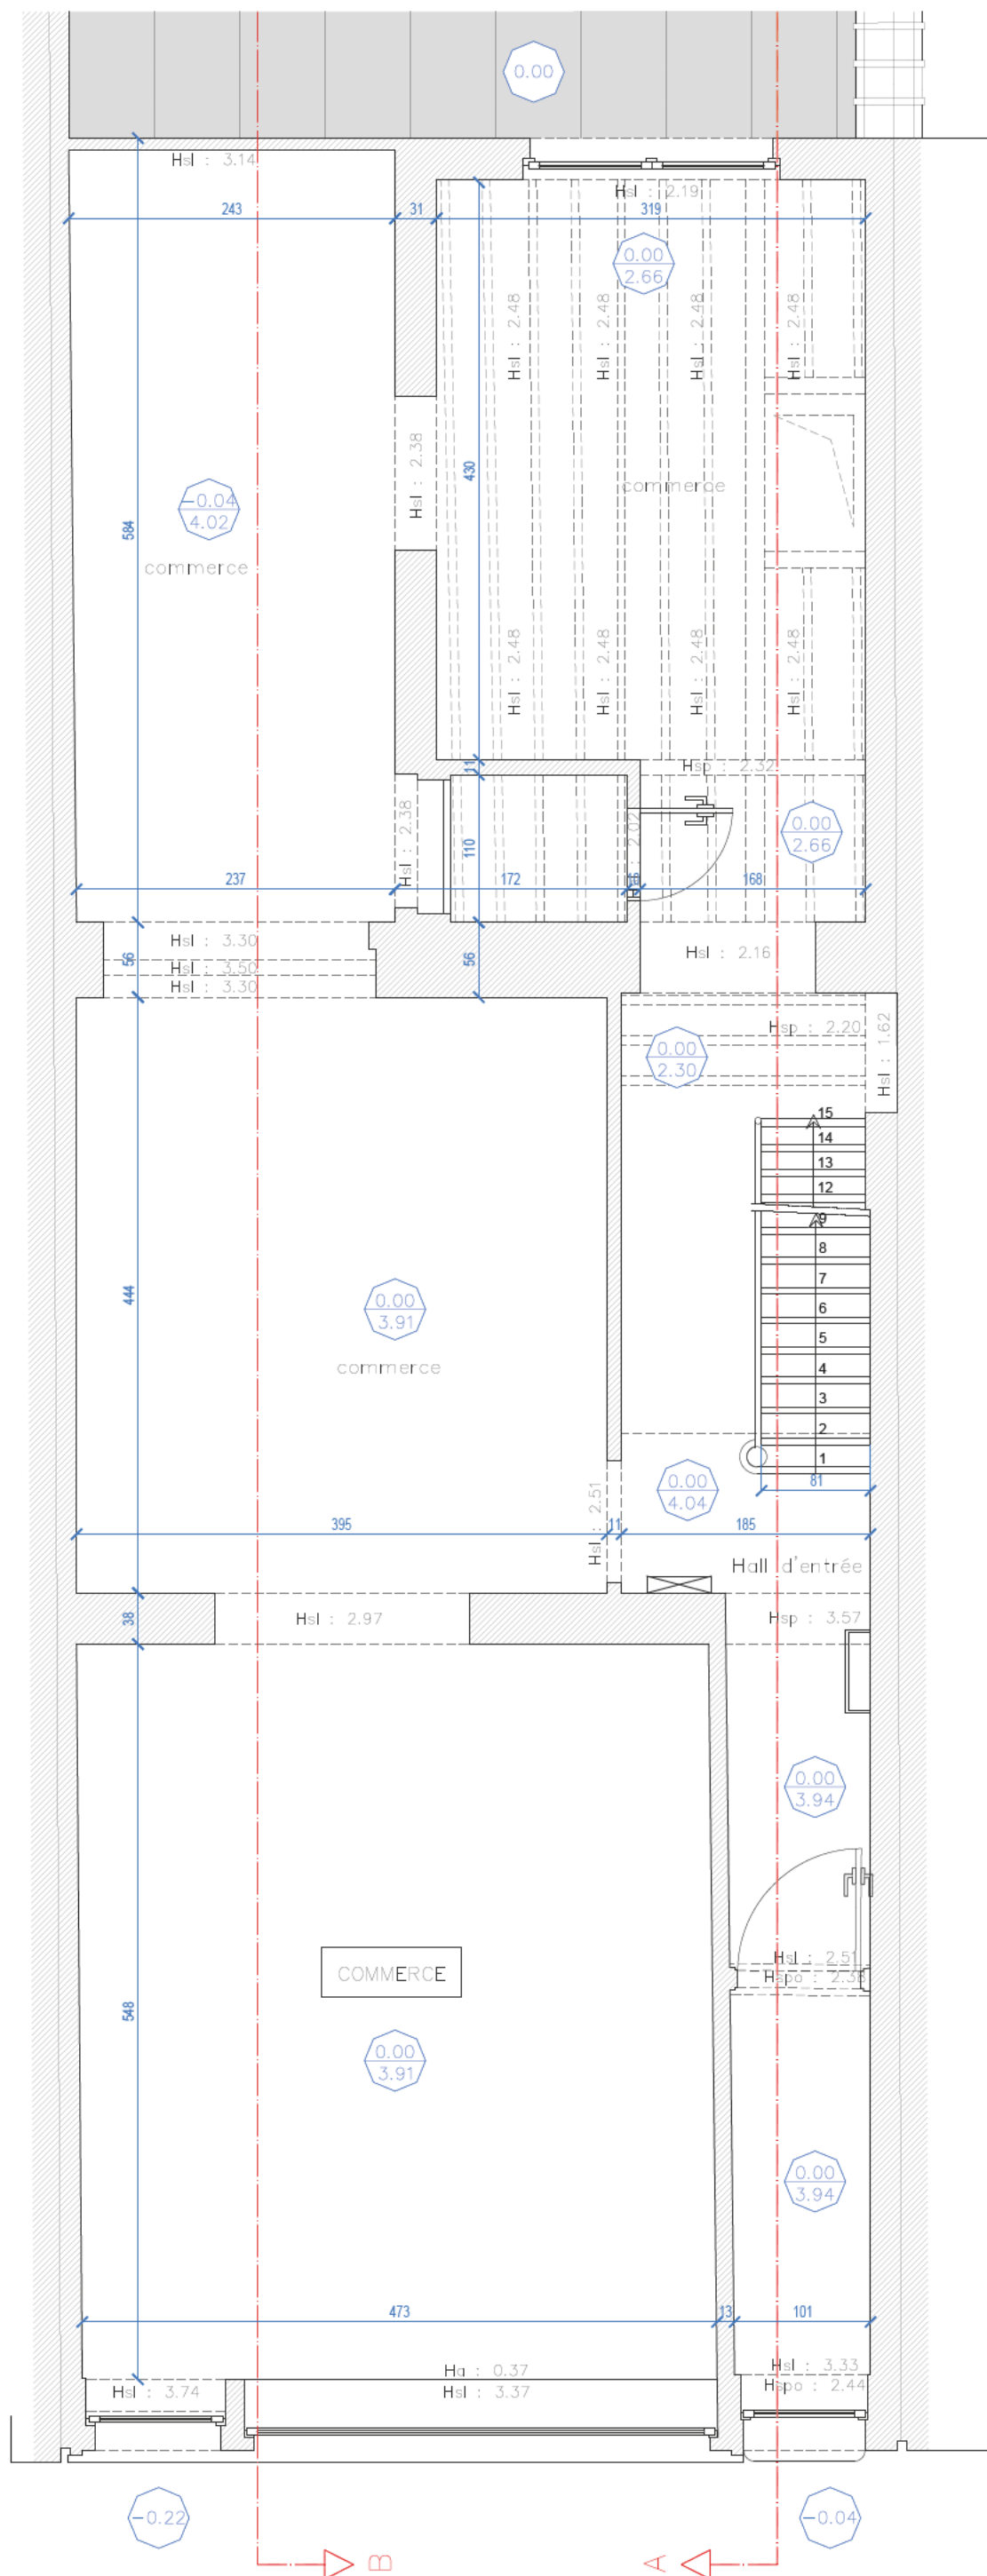 0.00
Hsl : 3.14
Hsl : 2.19
243
31
319
0.00
2.66
Hsl : 2.48
Hsl : 2.48
Hsl : 2.48
Hsl : 2.48
Hsl : 2.38
430
commerce
-0.04
4.02
584
commerce
Hsl : 2.48
Hsl : 2.48
Hsl : 2.48
Hsl : 2.48
11
Hsp : 2.32
Hsl : 2.38
110
Hsl : 2.02
0.00
2.66
237
172
16
168
56
Hsl : 3.30
Hsl : 3.50
Hsl : 3.30
56
Hsl : 2.16
Hsp : 2.20
Hsl : 1.62
0.00
2.30
15
14
13
12
9
8
7
6
5
4
3
2
1
444
0.00
3.91
commerce
0.00
4.04
81
Hsl : 2.51
395
11
185
Hall d'entrée
38
Hsl : 2.97
Hsp : 3.57
0.00
3.94
Hsl : 2.51
Hspo : 2.38
COMMERCE
548
0.00
3.91
0.00
3.94
473
13
101
Ha : 0.37
Hsl : 3.74
Hsl : 3.37
Hsl : 3.33
Hspo : 2.44
-0.22
-0.04
B
A